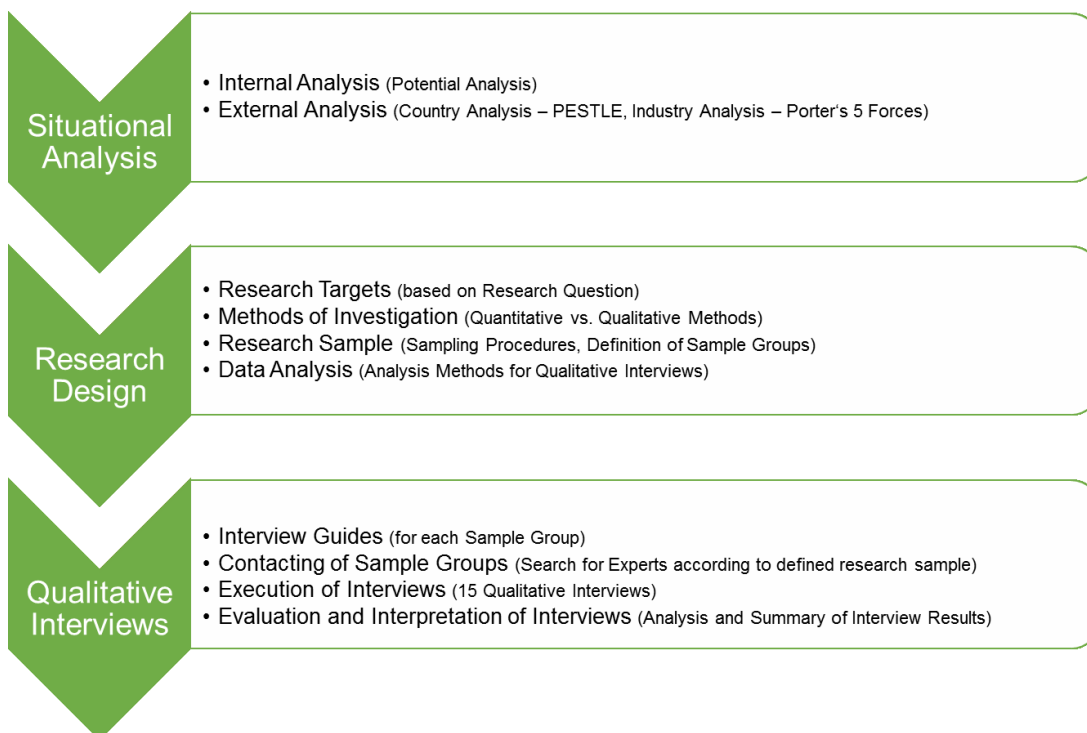 Situational
Analysis
• Internal Analysis (Potential Analysis)
• External Analysis (Country Analysis – PESTLE, Industry Analysis – Porter‘s 5 Forces)
Research
Design
• Research Targets (based on Research Question)
• Methods of Investigation (Quantitative vs. Qualitative Methods)
• Research Sample (Sampling Procedures, Definition of Sample Groups)
• Data Analysis (Analysis Methods for Qualitative Interviews)
Qualitative
Interviews
• Interview Guides (for each Sample Group)
• Contacting of Sample Groups (Search for Experts according to defined research sample)
• Execution of Interviews (15 Qualitative Interviews)
• Evaluation and Interpretation of Interviews (Analysis and Summary of Interview Results)